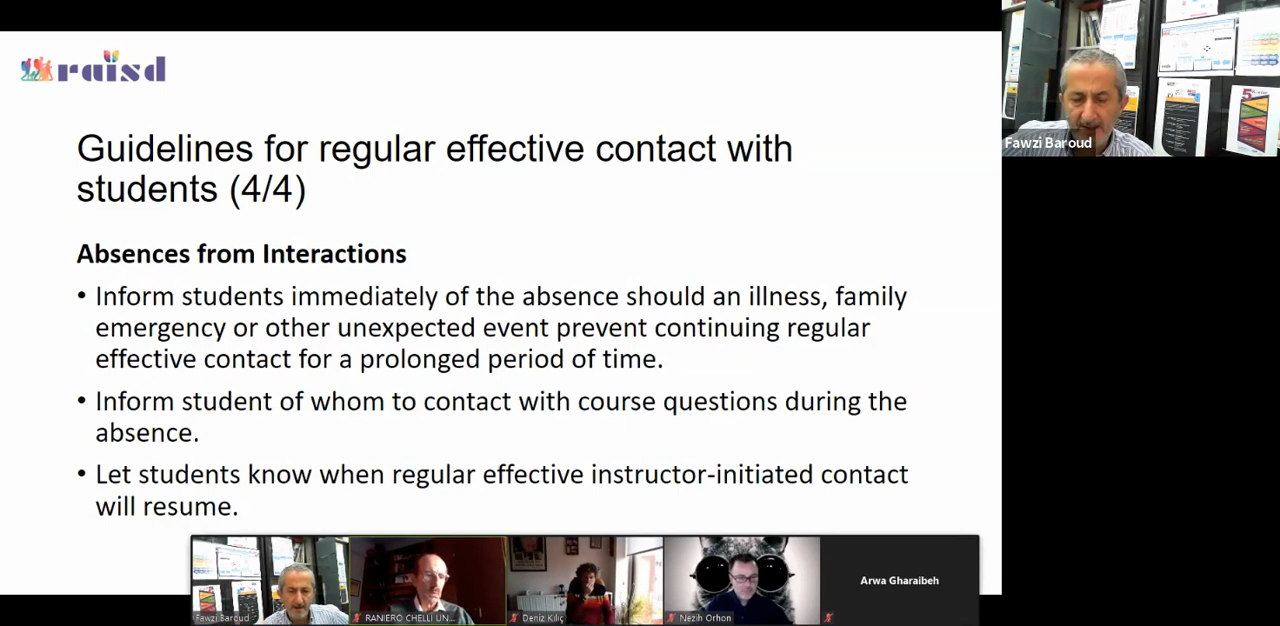 raisd
Guidelines for regular effective contact with
students (4/4)
Absences from Interactions
• Inform students immediately of the absence should an illness, family
emergency or other unexpected event prevent continuing regular
effective contact for a prolonged period of time.
• Inform student of whom to contact with course questions during the
absence.
• Let students know when regular effective instructor-initiated contact
will resume.
Fawzi Baroud
Fawzi Baroud
RANIERO CHELLI UN...
Deniz Kılıç
Nezih Orhon
Arwa Gharaibeh